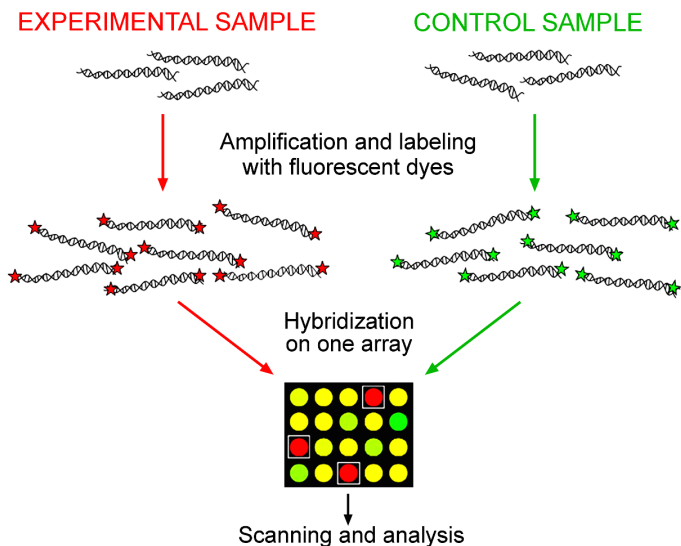 EXPERIMENTAL SAMPLE
CONTROL SAMPLE
Amplification and labeling
with fluorescent dyes
Hybridization
on one array
Scanning and analysis